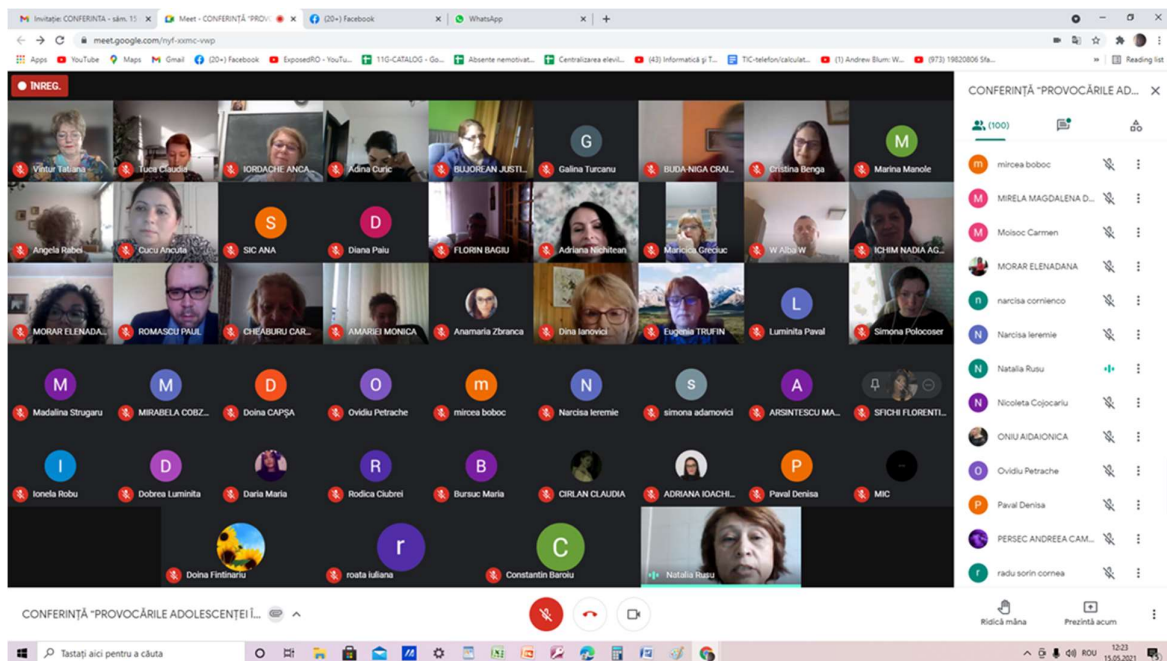 Invitație: CONFERINTA - sâm. 15
Meet - CONFERINȚĂ "PROV
(20+) Facebook
WhatsApp
meet.google.com/nyf-xxmc-vwp
Apps
YouTube
Maps
Gmail
(20+) Facebook
ExposedRO - YouTu...
11G-CATALOG - Go...
Absente nemotivat...
Centralizarea elevil...
(43) Informatică și T...
TIC-telefon/calculat...
(1) Andrew Blum: W...
(973) 19820806 Sfa...
Reading list
ÎNREG.
Vintur Tatiana
Tuca Claudia
IORDACHE ANCA...
Adina Curic
BUJOREAN JUSTI...
G
Galina Turcanu
BUDA-NIGA CRAI...
Cristina Benga
M
Marina Manole
Angela Rabei
Cucu Ancuta
S
SIC ANA
D
Diana Paiu
FLORIN BAGIU
Adriana Nichitean
Maricica Greciuc
W Alba W
ICHIM NADIA AG...
MORAR ELENADA...
ROMASCU PAUL
CHEABURU CAR...
AMARIEI MONICA
Anamaria Zbranca
Dina Ianovici
Eugenia TRUFIN
L
Luminita Paval
Simona Polocoser
M
Madalina Strugaru
M
MIRABELA COBZ...
D
Doina CAPȘA
O
Ovidiu Petrache
m
mircea boboc
N
Narcisa Ieremie
s
simona adamovici
A
ARSINTESCU MA...
SFICHI FLORENTI...
I
Ionela Robu
D
Dobrea Luminita
Daria Maria
R
Rodica Ciubrei
B
Bursuc Maria
CIRLAN CLAUDIA
ADRIANA IOACHI...
P
Paval Denisa
MIC
Doina Fintinariu
r
roata iuliana
C
Constantin Baroiu
Natalia Rusu
CONFERINȚĂ "PROVOCĂRILE AD...
(100)
m
mircea boboc
M
MIRELA MAGDALENA D...
M
Moisoc Carmen
MORAR ELENADANA
n
narcisa cornienco
N
Narcisa Ieremie
N
Natalia Rusu
N
Nicoleta Cojocariu
ONIU AIDAIONICA
O
Ovidiu Petrache
P
Paval Denisa
PERSEC ANDREEA CAM...
r
radu sorin cornea
CONFERINȚĂ "PROVOCĂRILE ADOLESCENȚEI Î...
Ridică mâna
Prezintă acum
Tastați aici pentru a căuta
ROU
12:23
15.05.2021